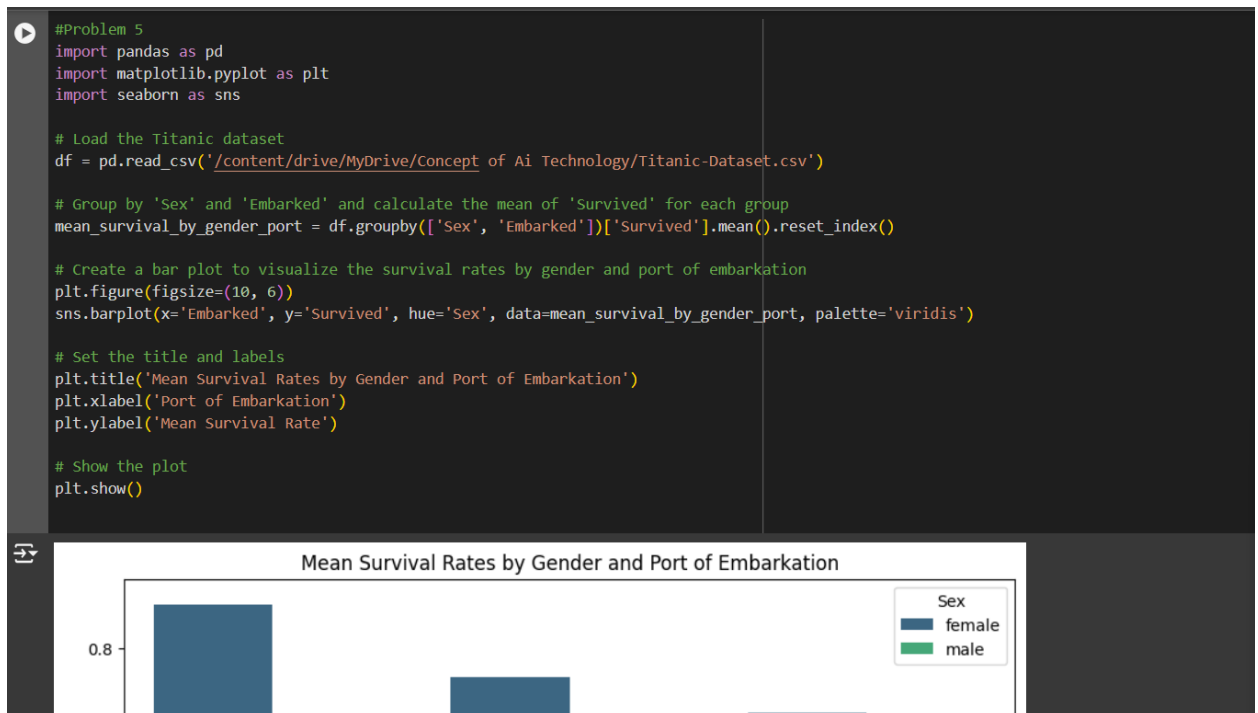 #Problem 5
import pandas as pd
import matplotlib.pyplot as plt
import seaborn as sns
# Load the Titanic dataset
df = pd.read_csv('/content/drive/MyDrive/Concept of Ai Technology/Titanic-Dataset.csv')
# Group by 'Sex' and 'Embarked' and calculate the mean of 'Survived' for each group
mean_survival_by_gender_port = df.groupby(['Sex', 'Embarked'])['Survived'].mean().reset_index()
# Create a bar plot to visualize the survival rates by gender and port of embarkation
plt.figure(figsize=(10, 6))
sns.barplot(x='Embarked', y='Survived', hue='Sex', data=mean_survival_by_gender_port, palette='viridis')
# Set the title and labels
plt.title('Mean Survival Rates by Gender and Port of Embarkation')
plt.xlabel('Port of Embarkation')
plt.ylabel('Mean Survival Rate')
# Show the plot
plt.show()
Mean Survival Rates by Gender and Port of Embarkation
Sex
female
male
0.8